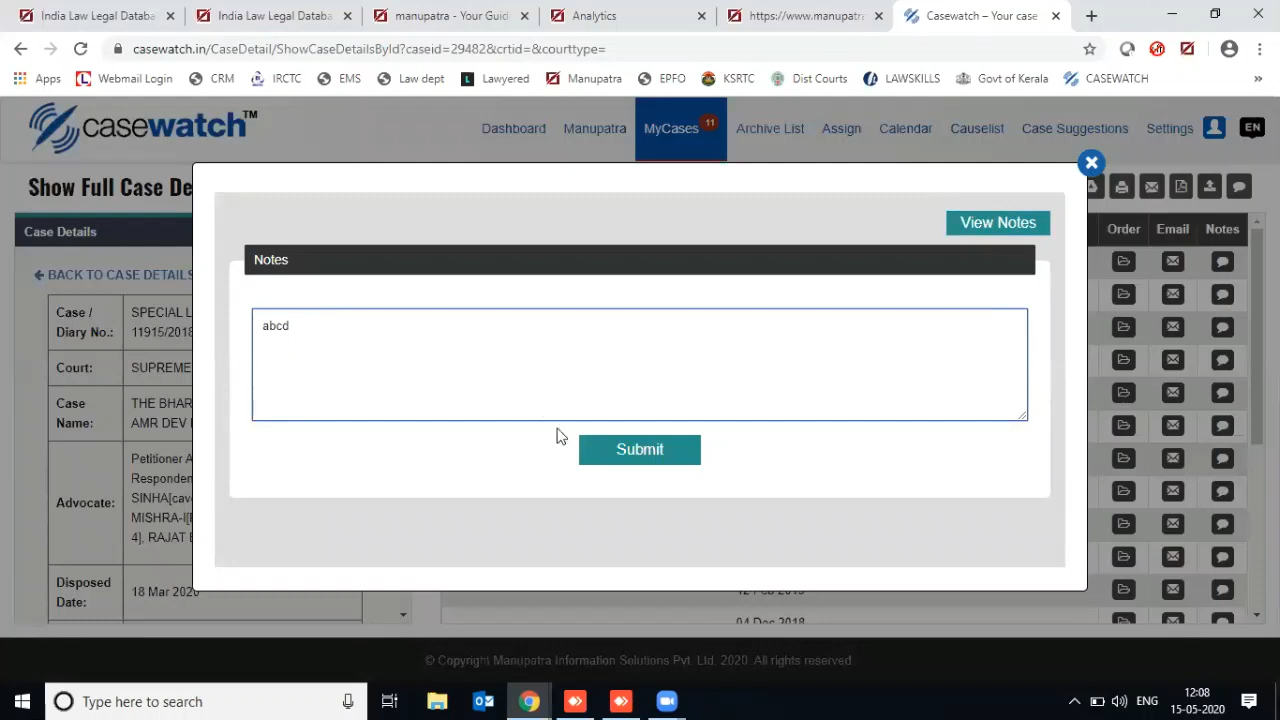 India Law Legal Databa
India Law Legal Databa
manupatra - Your Guid
Analytics
https://www.manupatra
Casewatch – Your case
casewatch.in/CaseDetail/ShowCaseDetailsById?caseid=29482&crtid=&courttype=
Apps
Webmail Login
CRM
IRCTC
EMS
Law dept
Lawyered
Manupatra
EPFO
KSRTC
Dist Courts
LAWSKILLS
Govt of Kerala
CASEWATCH
casewatch™
Dashboard
Manupatra
MyCases 11
Archive List
Assign
Calendar
Causelist
Case Suggestions
Settings
EN
Show Full Case De
Case Details
BACK TO CASE DETAILS
Case / Diary No.:
SPECIAL L
11915/2018
Court:
SUPREME
Case Name:
THE BHAR
AMR DEV
Advocate:
Petitioner A
Responden
SINHA[cav
MISHRA-I[
4], RAJAT
Disposed Date:
18 Mar 2020
View Notes
Notes
abcd
Submit
Order
Email
Notes
04 Dec 2018
© Copyright Manupatra Information Solutions Pvt. Ltd. 2020. All rights reserved.
Type here to search
ENG
12:08
15-05-2020